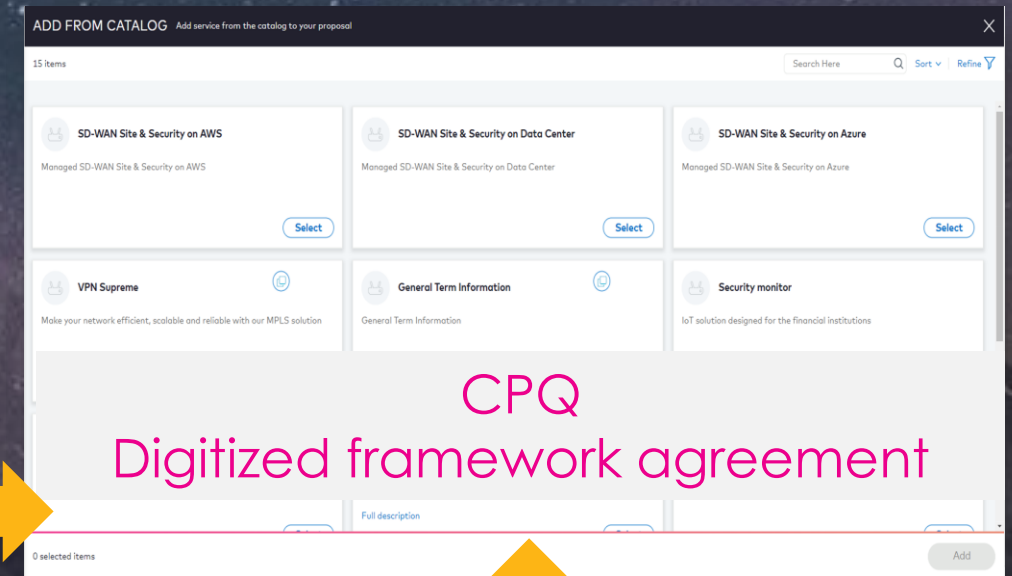 ADD FROM CATALOG Add service from the catalog to your proposal
15 items
Search Here
Sort
Refine
SD-WAN Site & Security on AWS
Managed SD-WAN Site & Security on AWS
Select
SD-WAN Site & Security on Data Center
Managed SD-WAN Site & Security on Data Center
Select
SD-WAN Site & Security on Azure
Managed SD-WAN Site & Security on Azure
Select
VPN Supreme
Make your network efficient, scalable and reliable with our MPLS solution
General Term Information
General Term Information
Security monitor
IoT solution designed for the financial institutions
CPQ
Digitized framework agreement
Full description
0 selected items
Add